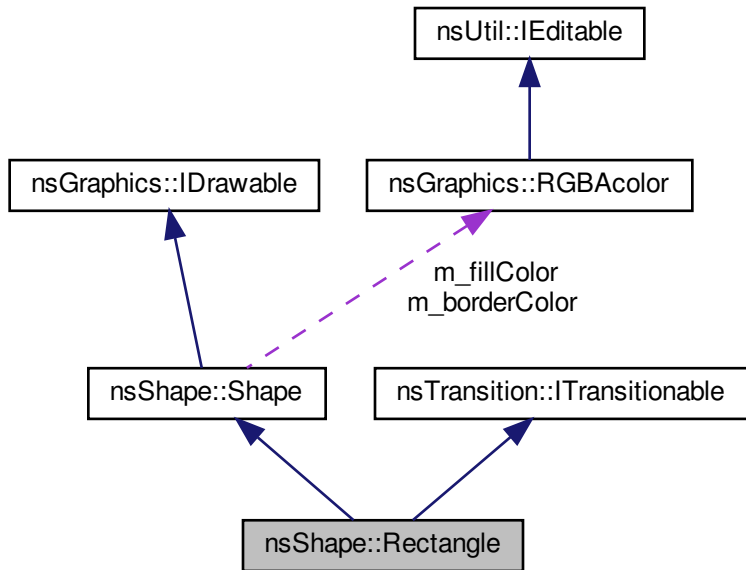 nsUtil::IEditable
nsGraphics::IDrawable
nsGraphics::RGBAcolor
m_fillColor
m_borderColor
nsShape::Shape
nsTransition::ITransitionable
nsShape::Rectangle